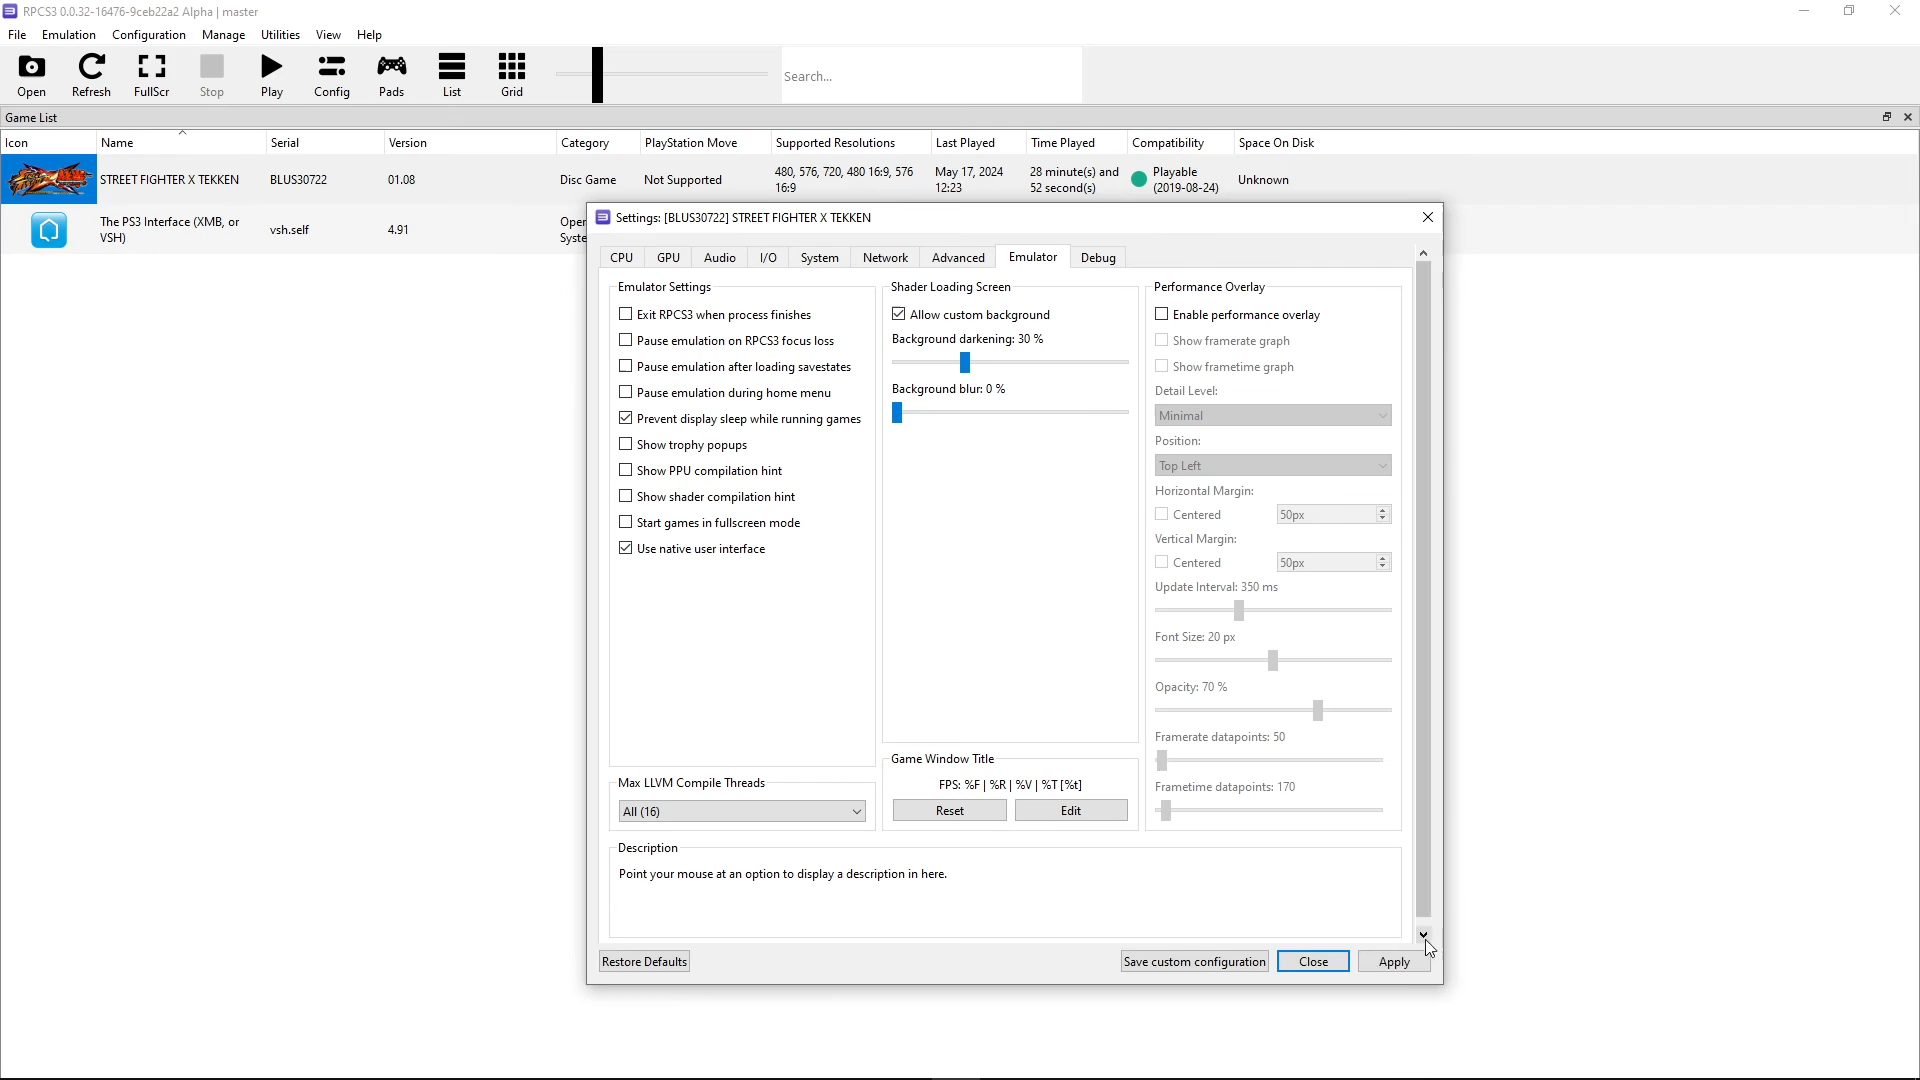 RPCS3 0.0.32-16476-9ceb22a2 Alpha | master
File Emulation Configuration Manage Utilities View Help
Open Refresh FullScr Stop Play Config Pads List Grid
Search...
Game List
Icon Name Serial Version Category PlayStation Move Supported Resolutions Last Played Time Played Compatibility Space On Disk
STREET FIGHTER X TEKKEN BLUS30722 01.08 Disc Game Not Supported 480, 576, 720, 480 16:9, 576 16:9 May 17, 2024 12:23 28 minute(s) and 52 second(s) Playable (2019-08-24) Unknown
The PS3 Interface (XMB, or VSH) vsh.self 4.91 Oper Syste
Settings: [BLUS30722] STREET FIGHTER X TEKKEN
CPU GPU Audio I/O System Network Advanced Emulator Debug
Emulator Settings
Exit RPCS3 when process finishes
Pause emulation on RPCS3 focus loss
Pause emulation after loading savestates
Pause emulation during home menu
Prevent display sleep while running games
Show trophy popups
Show PPU compilation hint
Show shader compilation hint
Start games in fullscreen mode
Use native user interface
Max LLVM Compile Threads
All (16)
Shader Loading Screen
Allow custom background
Background darkening: 30 %
Background blur: 0 %
Game Window Title
FPS: %F | %R | %V | %T [%t]
Reset Edit
Performance Overlay
Enable performance overlay
Show framerate graph
Show frametime graph
Detail Level:
Minimal
Position:
Top Left
Horizontal Margin:
Centered 50px
Vertical Margin:
Centered 50px
Update Interval: 350 ms
Font Size: 20 px
Opacity: 70 %
Framerate datapoints: 50
Frametime datapoints: 170
Description
Point your mouse at an option to display a description in here.
Restore Defaults Save custom configuration Close Apply